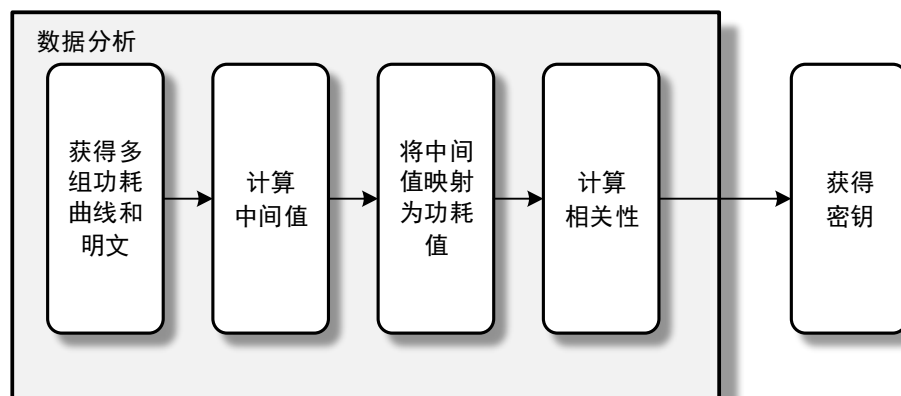 数据分析
获得多
组功耗
曲线和
明文
计算
中间值
将中间
值映射
为功耗
值
计算
相关性
获得
密钥